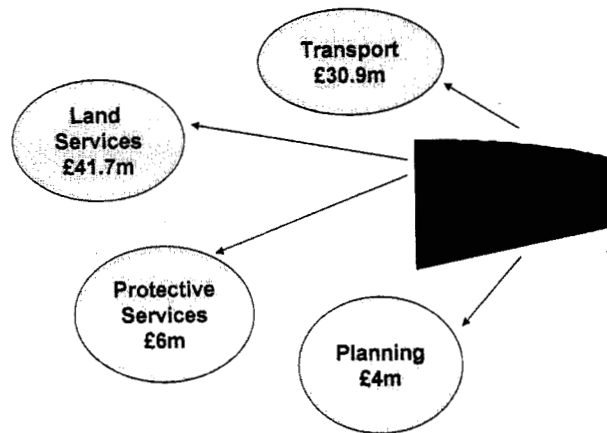 Transport
£30.9m
Land
Services
£41.7m
Protective
Services
£6m
Planning
£4m